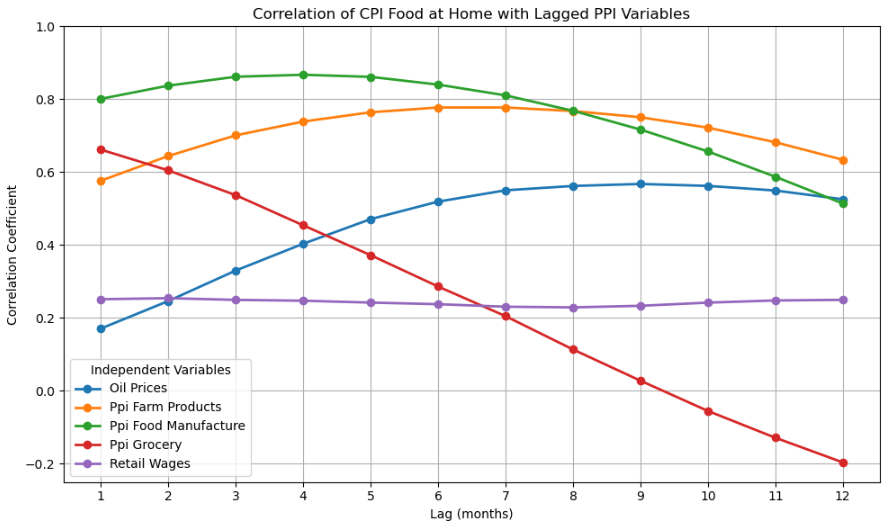 Correlation of CPI Food at Home with Lagged PPI Variables
Correlation Coefficient
1.0
0.8
0.6
0.4
0.2
0.0
−0.2
Independent Variables
Oil Prices
Ppi Farm Products
Ppi Food Manufacture
Ppi Grocery
Retail Wages
1 2 3 4 5 6 7 8 9 10 11 12
Lag (months)